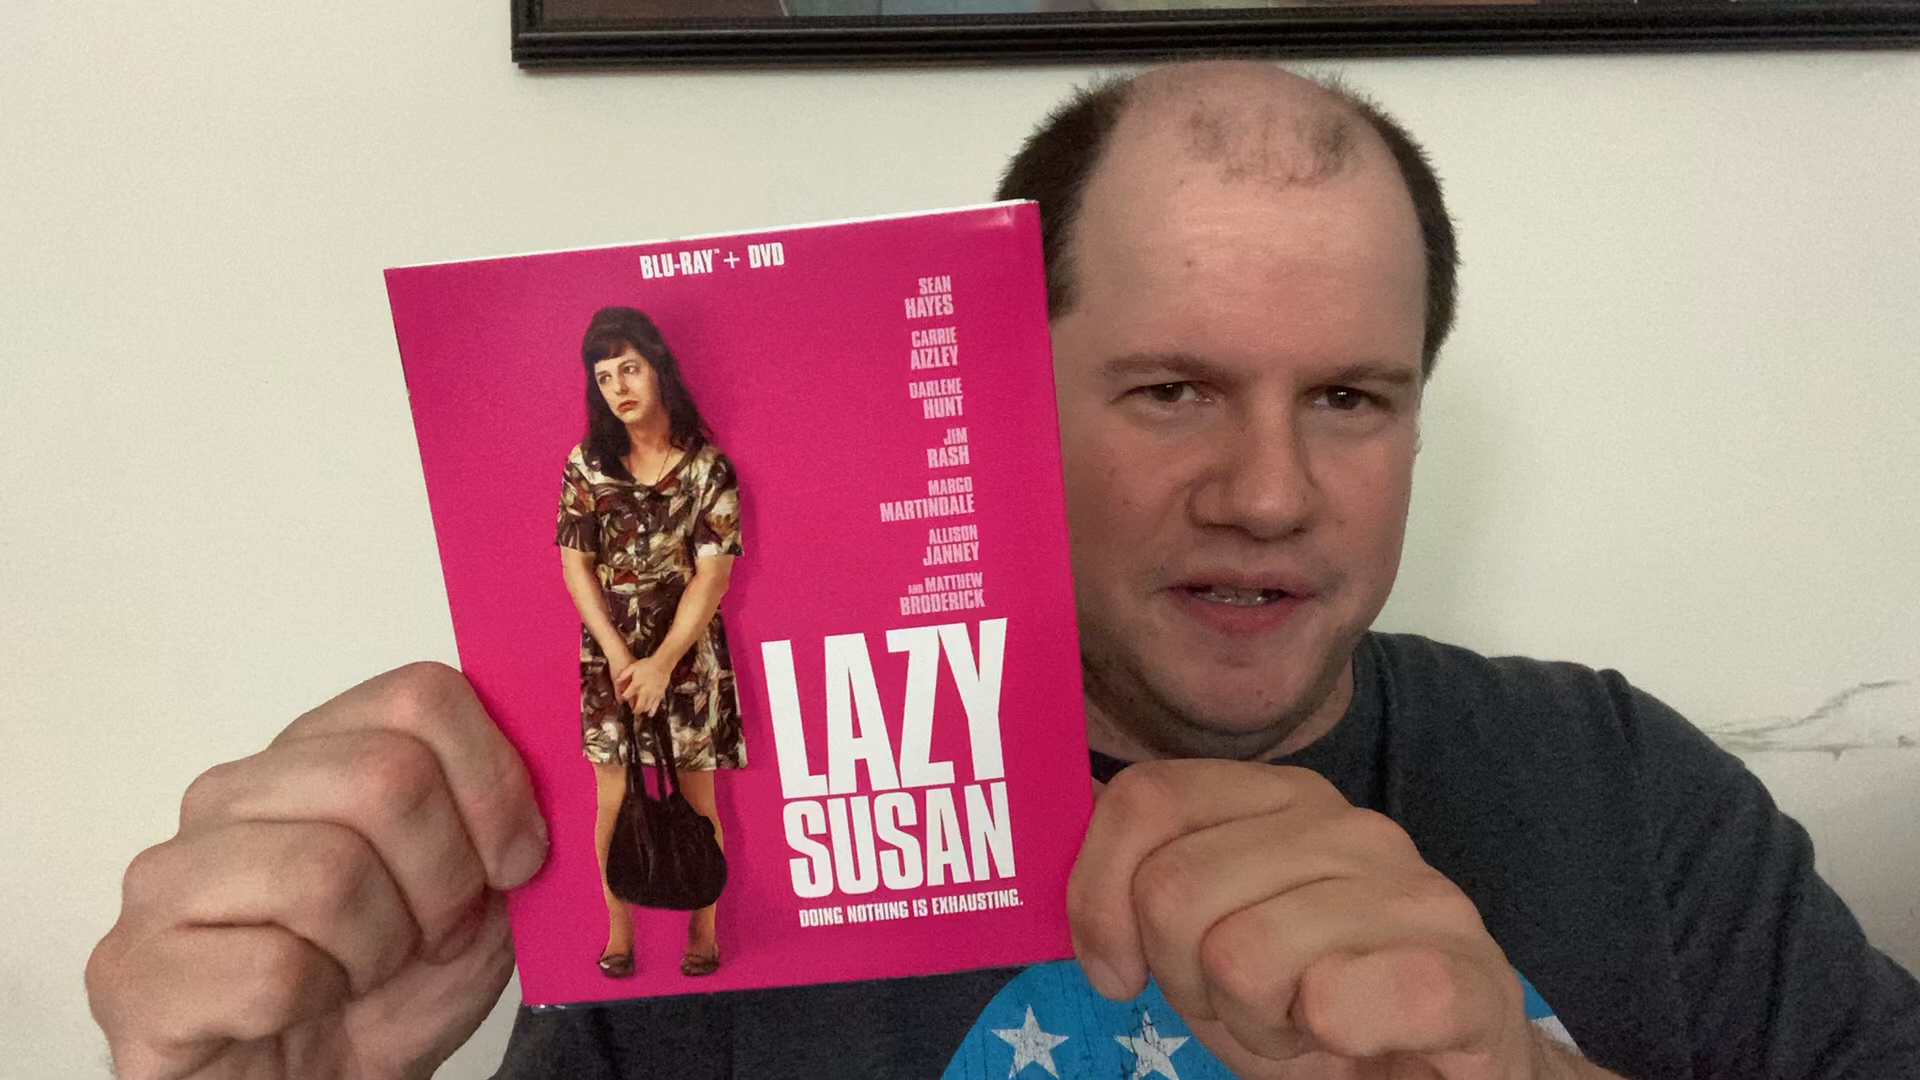 BLU-RAY™ + DVD
SEAN
HAYES
CARRIE
AIZLEY
DARLENE
HUNT
JIM
RASH
MARGO
MARTINDALE
ALLISON
JANNEY
AND MATTHEW
BRODERICK
LAZY
SUSAN
DOING NOTHING IS EXHAUSTING.